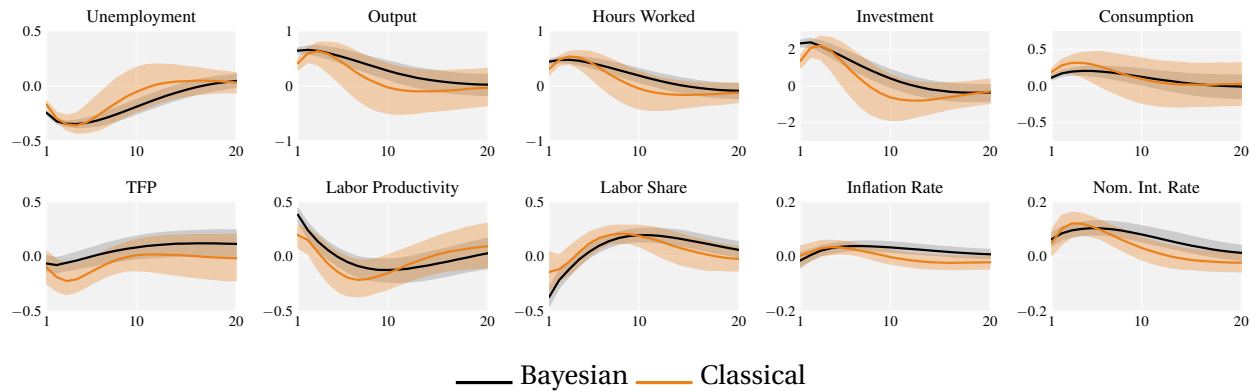 Unemployment Output Hours Worked Investment Consumption
0.5 1 1 2 0.5
0.0 0 0 0 0.0
−0.5 −1 −1 −2 −0.5
1 10 20 1 10 20 1 10 20 1 10 20 1 10 20
TFP Labor Productivity Labor Share Inflation Rate Nom. Int. Rate
0.5 0.5 0.5 0.2 0.2
0.0 0.0 0.0 0.0 0.0
−0.5 −0.5 −0.5 −0.2 −0.2
1 10 20 1 10 20 1 10 20 1 10 20 1 10 20
Bayesian Classical